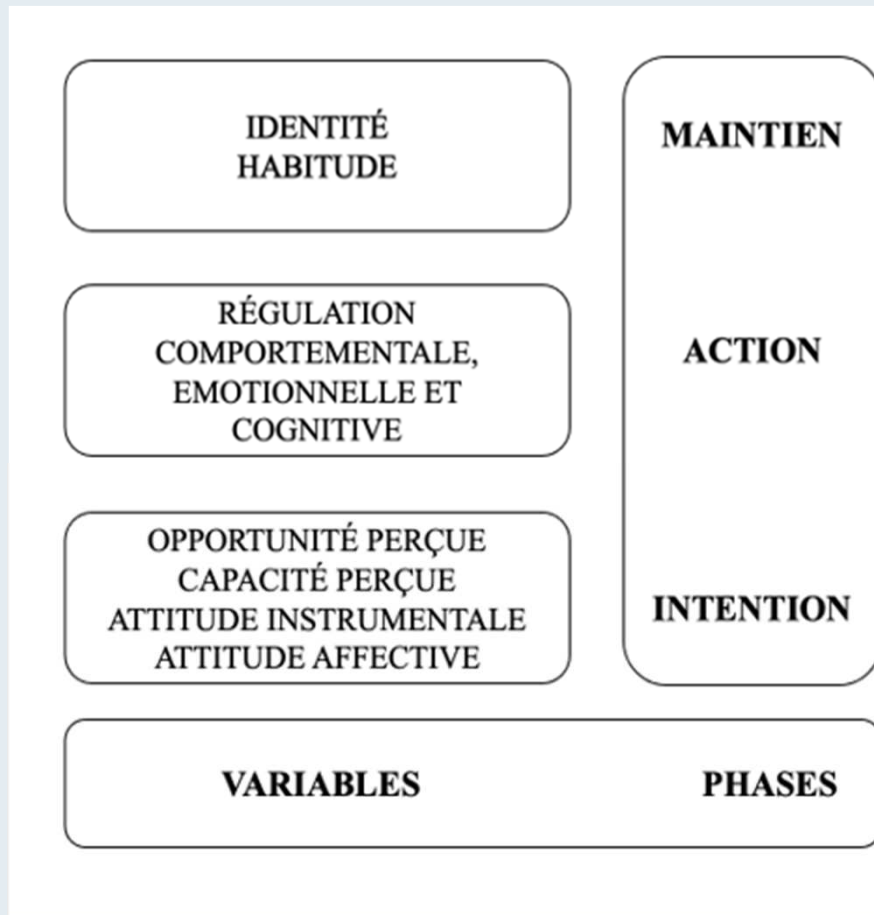 IDENTITÉ
HABITUDE
MAINTIEN
RÉGULATION
COMPORTEMENTALE,
EMOTIONNELLE ET
COGNITIVE
ACTION
OPPORTUNITÉ PERÇUE
CAPACITÉ PERÇUE
ATTITUDE INSTRUMENTALE
ATTITUDE AFFECTIVE
INTENTION
VARIABLES
PHASES